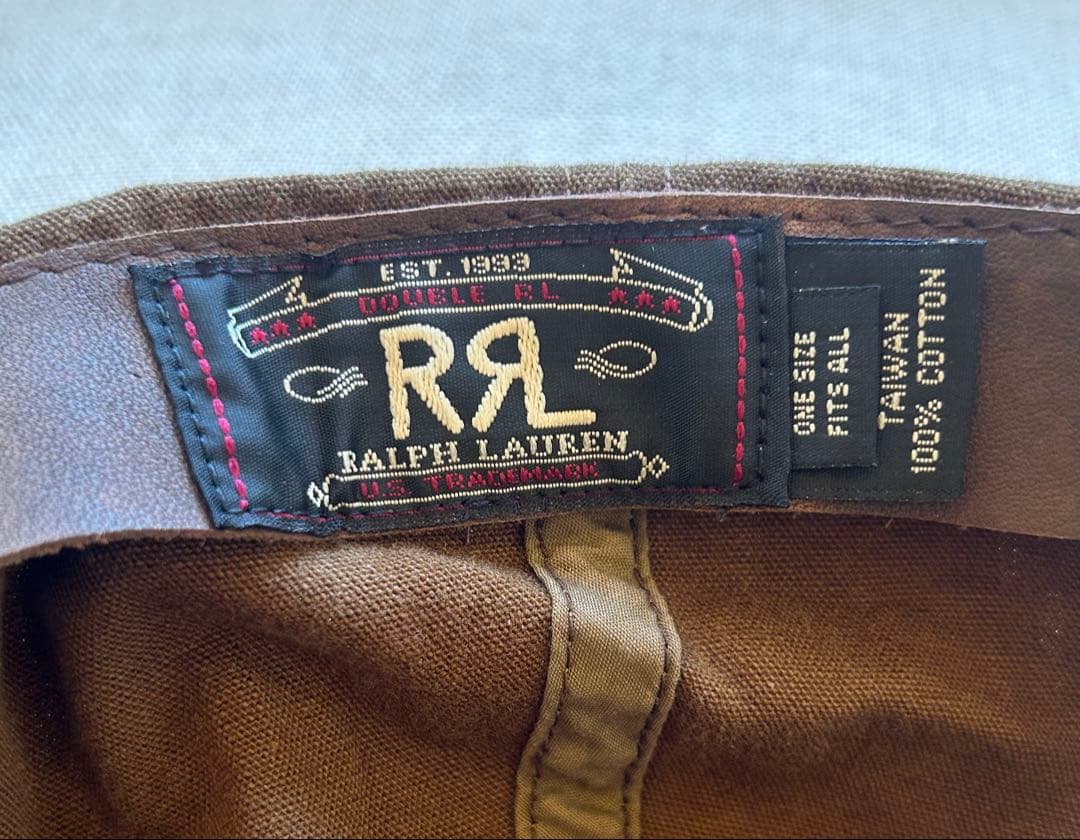 EST. 1993
DOUBLE RL
RRL
RALPH LAUREN
U.S. TRADEMARK
ONE SIZE
FITS ALL
TAIWAN
100% COTTON